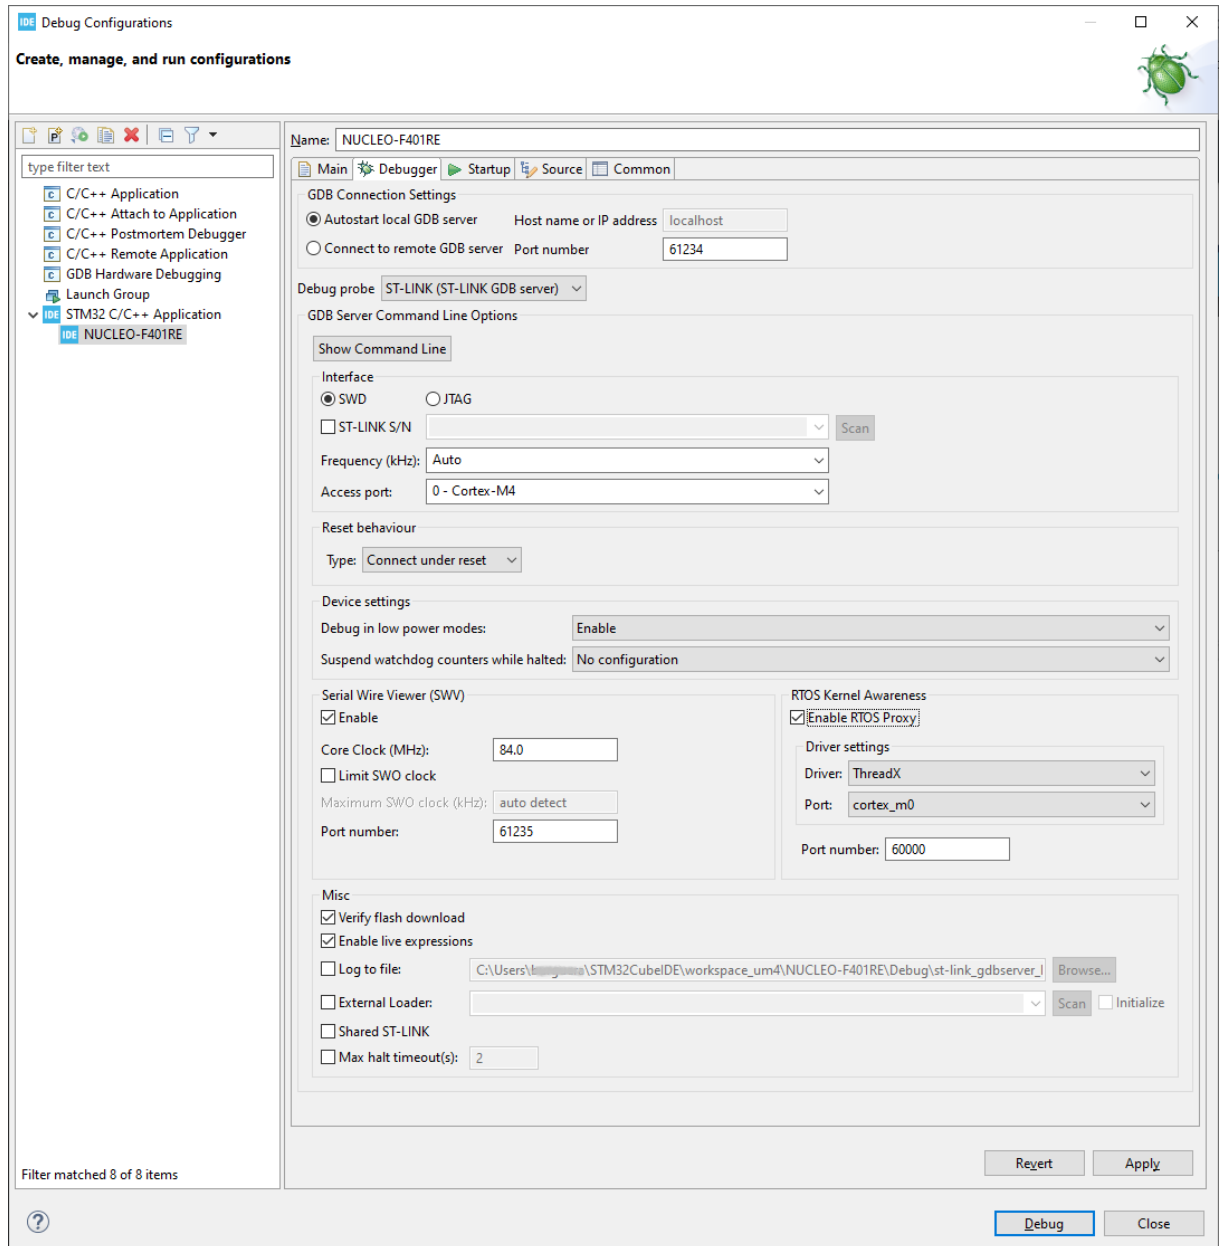 IDE Debug Configurations
Create, manage, and run configurations
Name: NUCLEO-F401RE
type filter text
C/C++ Application
C/C++ Attach to Application
C/C++ Postmortem Debugger
C/C++ Remote Application
GDB Hardware Debugging
Launch Group
IDE STM32 C/C++ Application
IDE NUCLEO-F401RE
Filter matched 8 of 8 items
Main Debugger Startup Source Common
GDB Connection Settings
Autostart local GDB server Host name or IP address localhost
Connect to remote GDB server Port number 61234
Debug probe ST-LINK (ST-LINK GDB server)
GDB Server Command Line Options
Show Command Line
Interface
SWD JTAG
ST-LINK S/N Scan
Frequency (kHz): Auto
Access port: 0 - Cortex-M4
Reset behaviour
Type: Connect under reset
Device settings
Debug in low power modes: Enable
Suspend watchdog counters while halted: No configuration
Serial Wire Viewer (SWV)
Enable
Core Clock (MHz): 84.0
Limit SWO clock
Maximum SWO clock (kHz): auto detect
Port number: 61235
RTOS Kernel Awareness
Enable RTOS Proxy
Driver settings
Driver: ThreadX
Port: cortex_m0
Port number: 60000
Misc
Verify flash download
Enable live expressions
Log to file: C:\Users\ \STM32CubeIDE\workspace_um4\NUCLEO-F401RE\Debug\st-link_gdbserver_l Browse...
External Loader: Scan Initialize
Shared ST-LINK
Max halt timeout(s): 2
Revert Apply
Debug Close